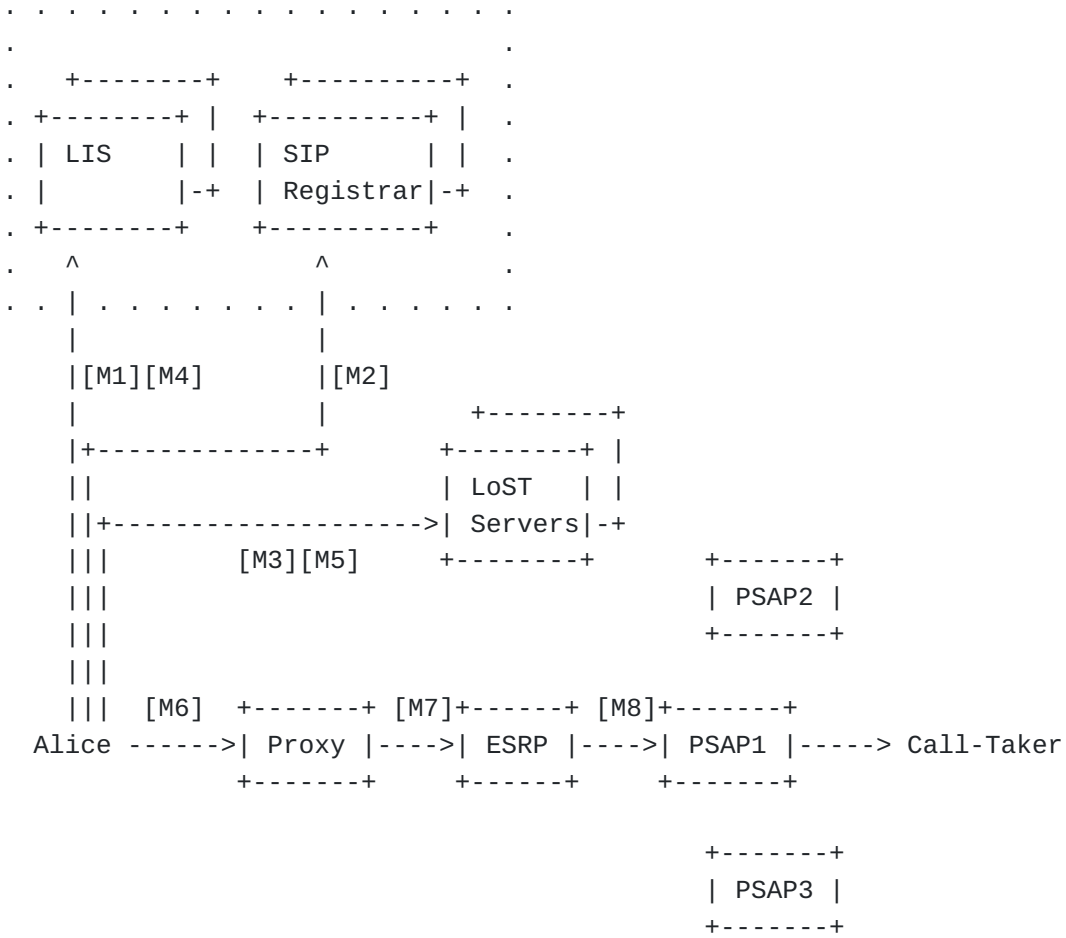 LIS SIP
Registrar
[M1][M4] [M2]
LoST
Servers
[M3][M5]
PSAP2
[M6] [M7] [M8]
Alice Proxy ESRP PSAP1 Call-Taker
PSAP3